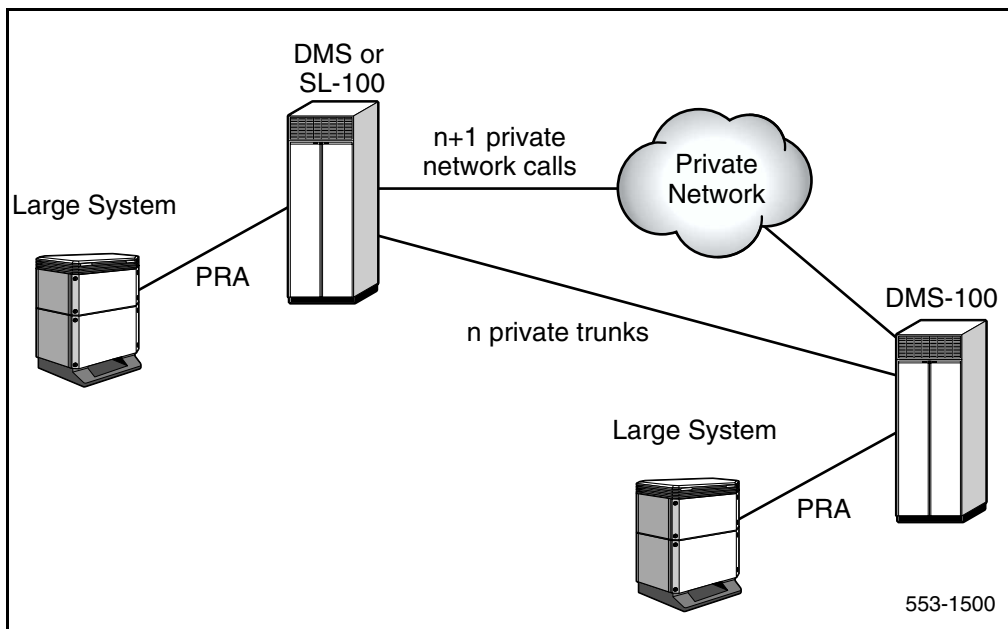 DMS or
SL-100
n+1 private
network calls
Private
Network
Large System
PRA
DMS-100
n private trunks
Large System
PRA
553-1500